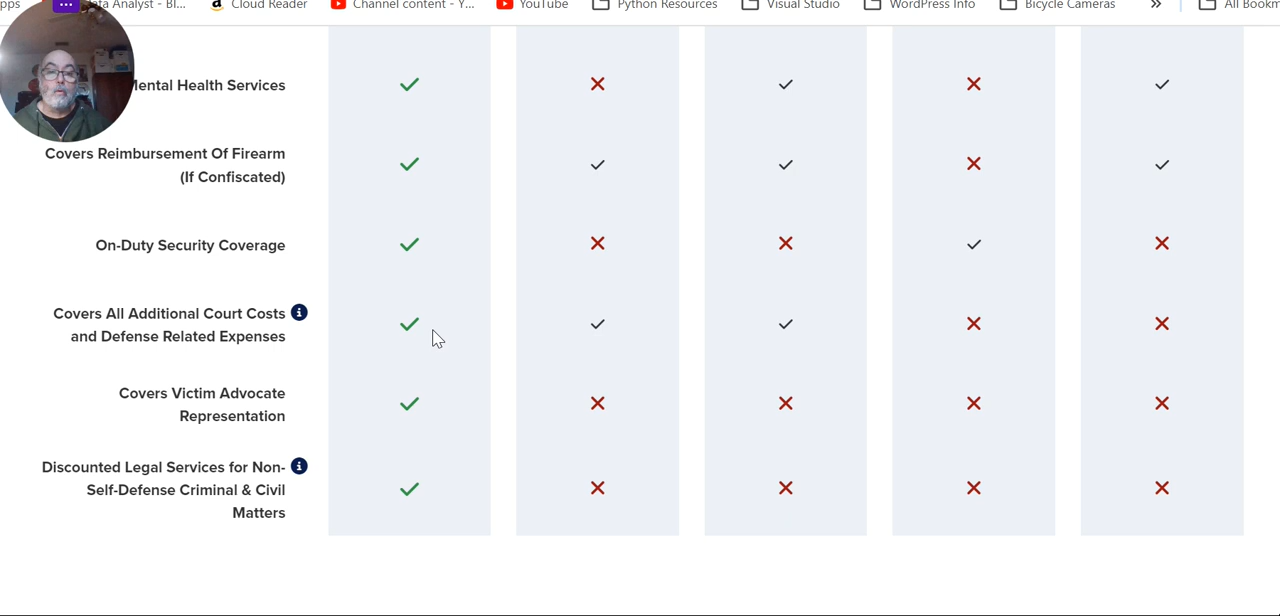 pps
ata Analyst - Bl...
Cloud Reader
Channel content - Y...
YouTube
Python Resources
Visual Studio
WordPress Info
Bicycle Cameras
»
All Bookm
Mental Health Services
Covers Reimbursement Of Firearm
(If Confiscated)
On-Duty Security Coverage
Covers All Additional Court Costs
and Defense Related Expenses
Covers Victim Advocate
Representation
Discounted Legal Services for Non-
Self-Defense Criminal & Civil
Matters